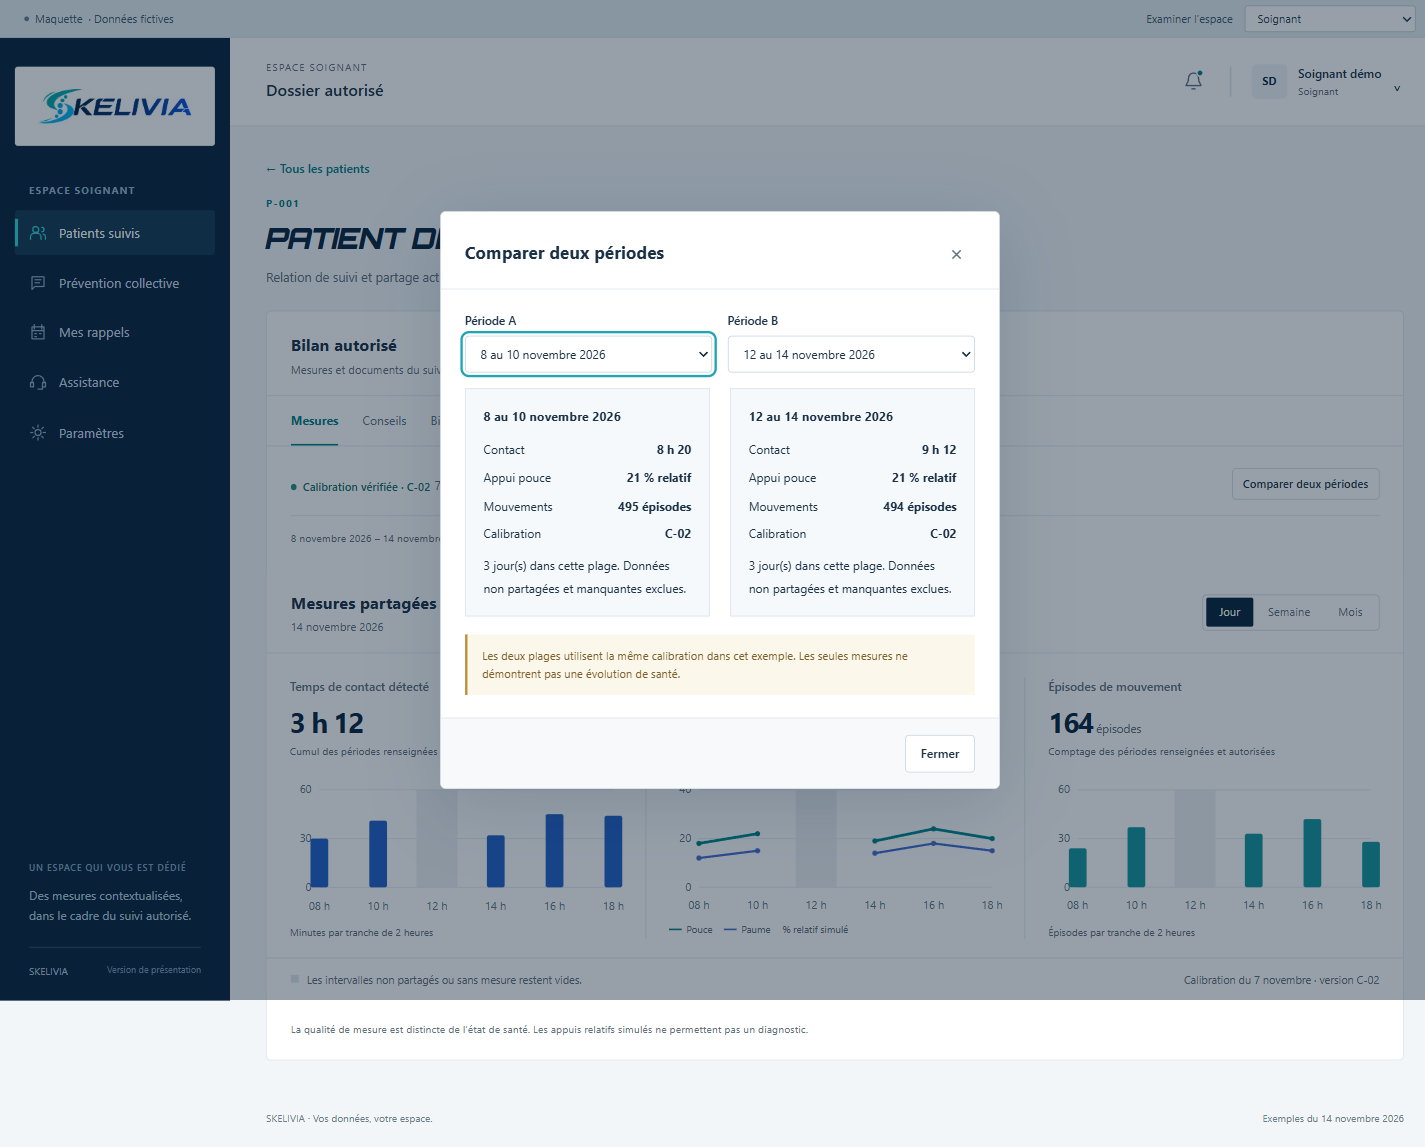 Maquette · Données fictives
Examiner l'espace
Soignant
SKELIVIA
ESPACE SOIGNANT
Patients suivis
Prévention collective
Mes rappels
Assistance
Paramètres
UN ESPACE QUI VOUS EST DÉDIÉ
Des mesures contextualisées,
dans le cadre du suivi autorisé.
SKELIVIA
Version de présentation
ESPACE SOIGNANT
Dossier autorisé
SD
Soignant démo
Soignant
← Tous les patients
P-001
PATIENT
Relation de suivi et partage
Bilan autorisé
Mesures et documents du
Mesures
Conseils
Calibration vérifiée · C-02
Comparer deux périodes
8 novembre 2026 – 14
Mesures partagées
14 novembre 2026
Jour
Semaine
Mois
Comparer deux périodes
×
Période A
Période B
8 au 10 novembre 2026
12 au 14 novembre 2026
8 au 10 novembre 2026
Contact 8 h 20
Appui pouce 21 % relatif
Mouvements 495 épisodes
Calibration C-02
3 jour(s) dans cette plage. Données
non partagées et manquantes exclues.
12 au 14 novembre 2026
Contact 9 h 12
Appui pouce 21 % relatif
Mouvements 494 épisodes
Calibration C-02
3 jour(s) dans cette plage. Données
non partagées et manquantes exclues.
Les deux plages utilisent la même calibration dans cet exemple. Les seules mesures ne
démontrent pas une évolution de santé.
Fermer
Temps de contact détecté
3 h 12
Cumul des périodes renseignées
60
30
0
08 h 10 h 12 h 14 h 16 h 18 h
Minutes par tranche de 2 heures
40
20
0
08 h 10 h 12 h 14 h 16 h 18 h
Pouce Paume % relatif simulé
Épisodes de mouvement
164 épisodes
Comptage des périodes renseignées et autorisées
60
30
0
08 h 10 h 12 h 14 h 16 h 18 h
Épisodes par tranche de 2 heures
Les intervalles non partagés ou sans mesure restent vides.
Calibration du 7 novembre · version C-02
La qualité de mesure est distincte de l'état de santé. Les appuis relatifs simulés ne permettent pas un diagnostic.
SKELIVIA · Vos données, votre espace.
Exemples du 14 novembre 2026